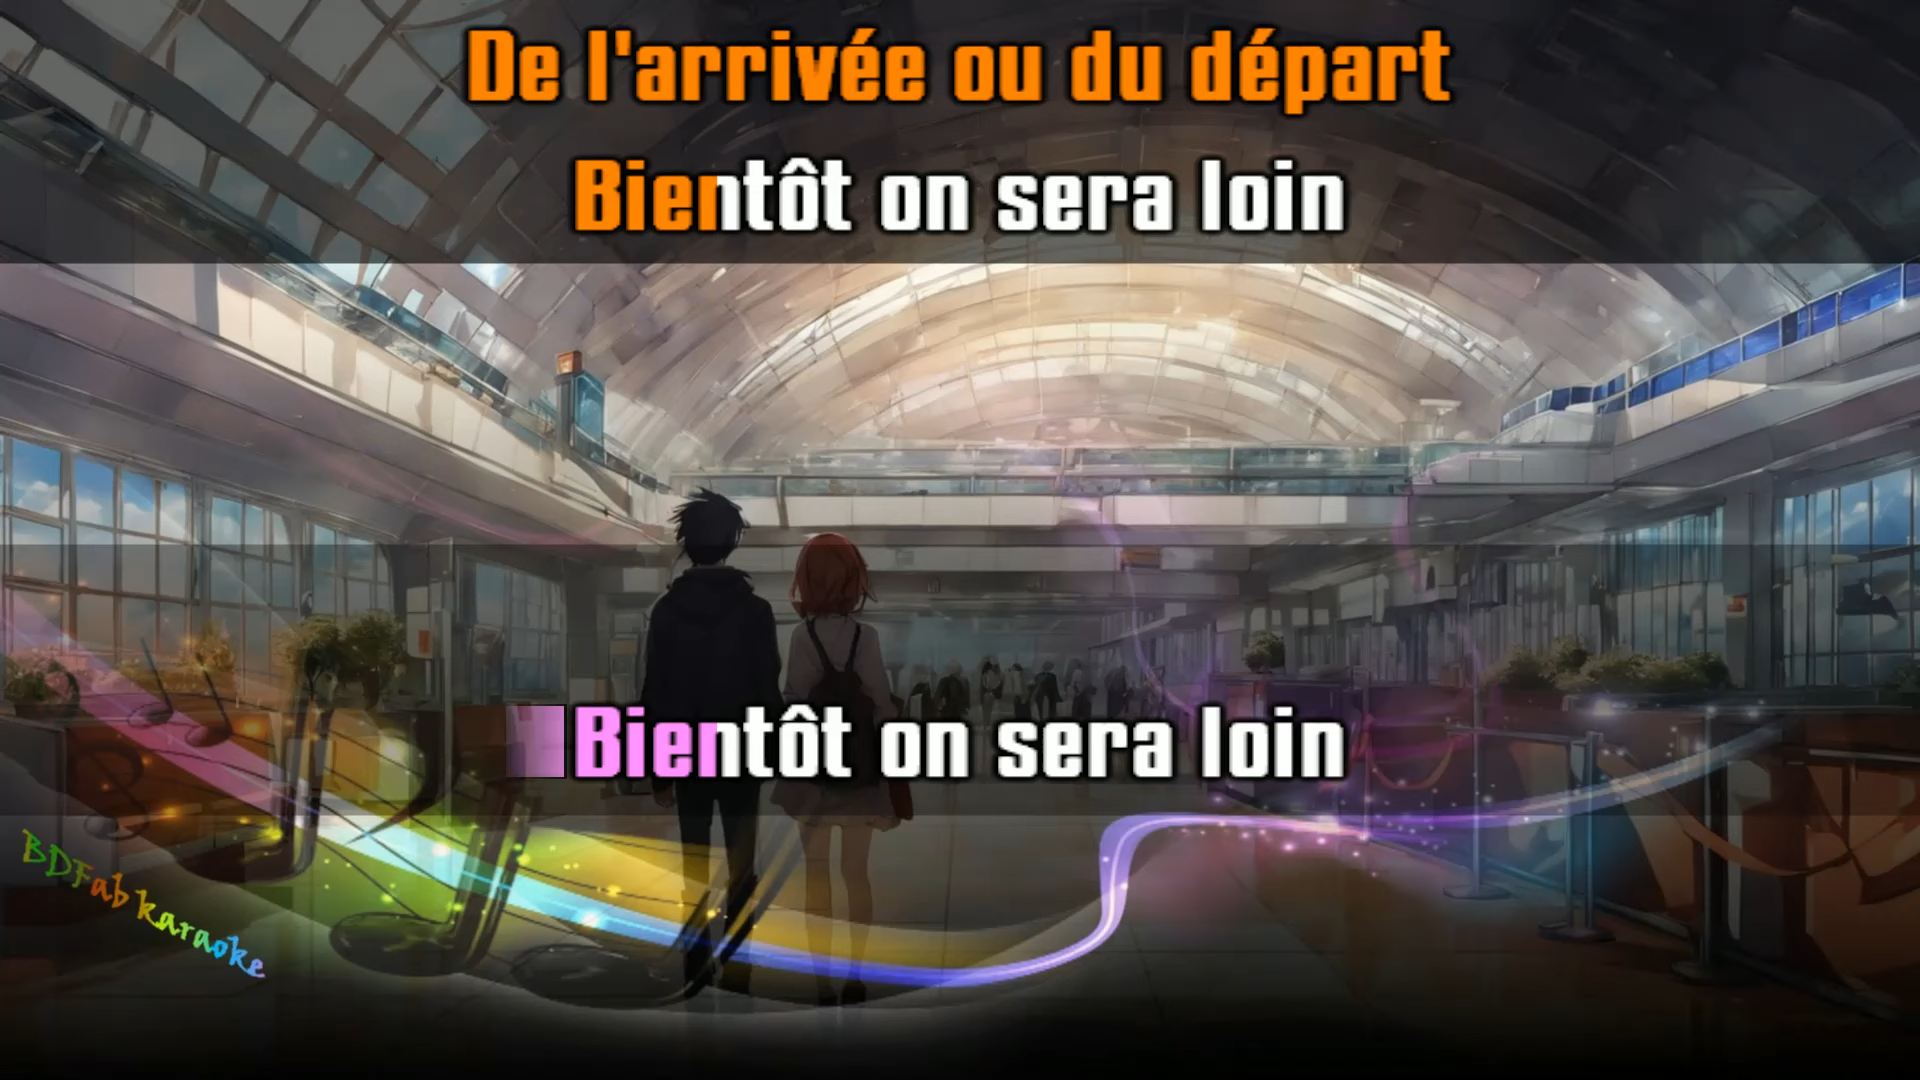 De l'arrivée ou du départ
Bientôt on sera loin
Bientôt on sera loin
BDFab karaoke